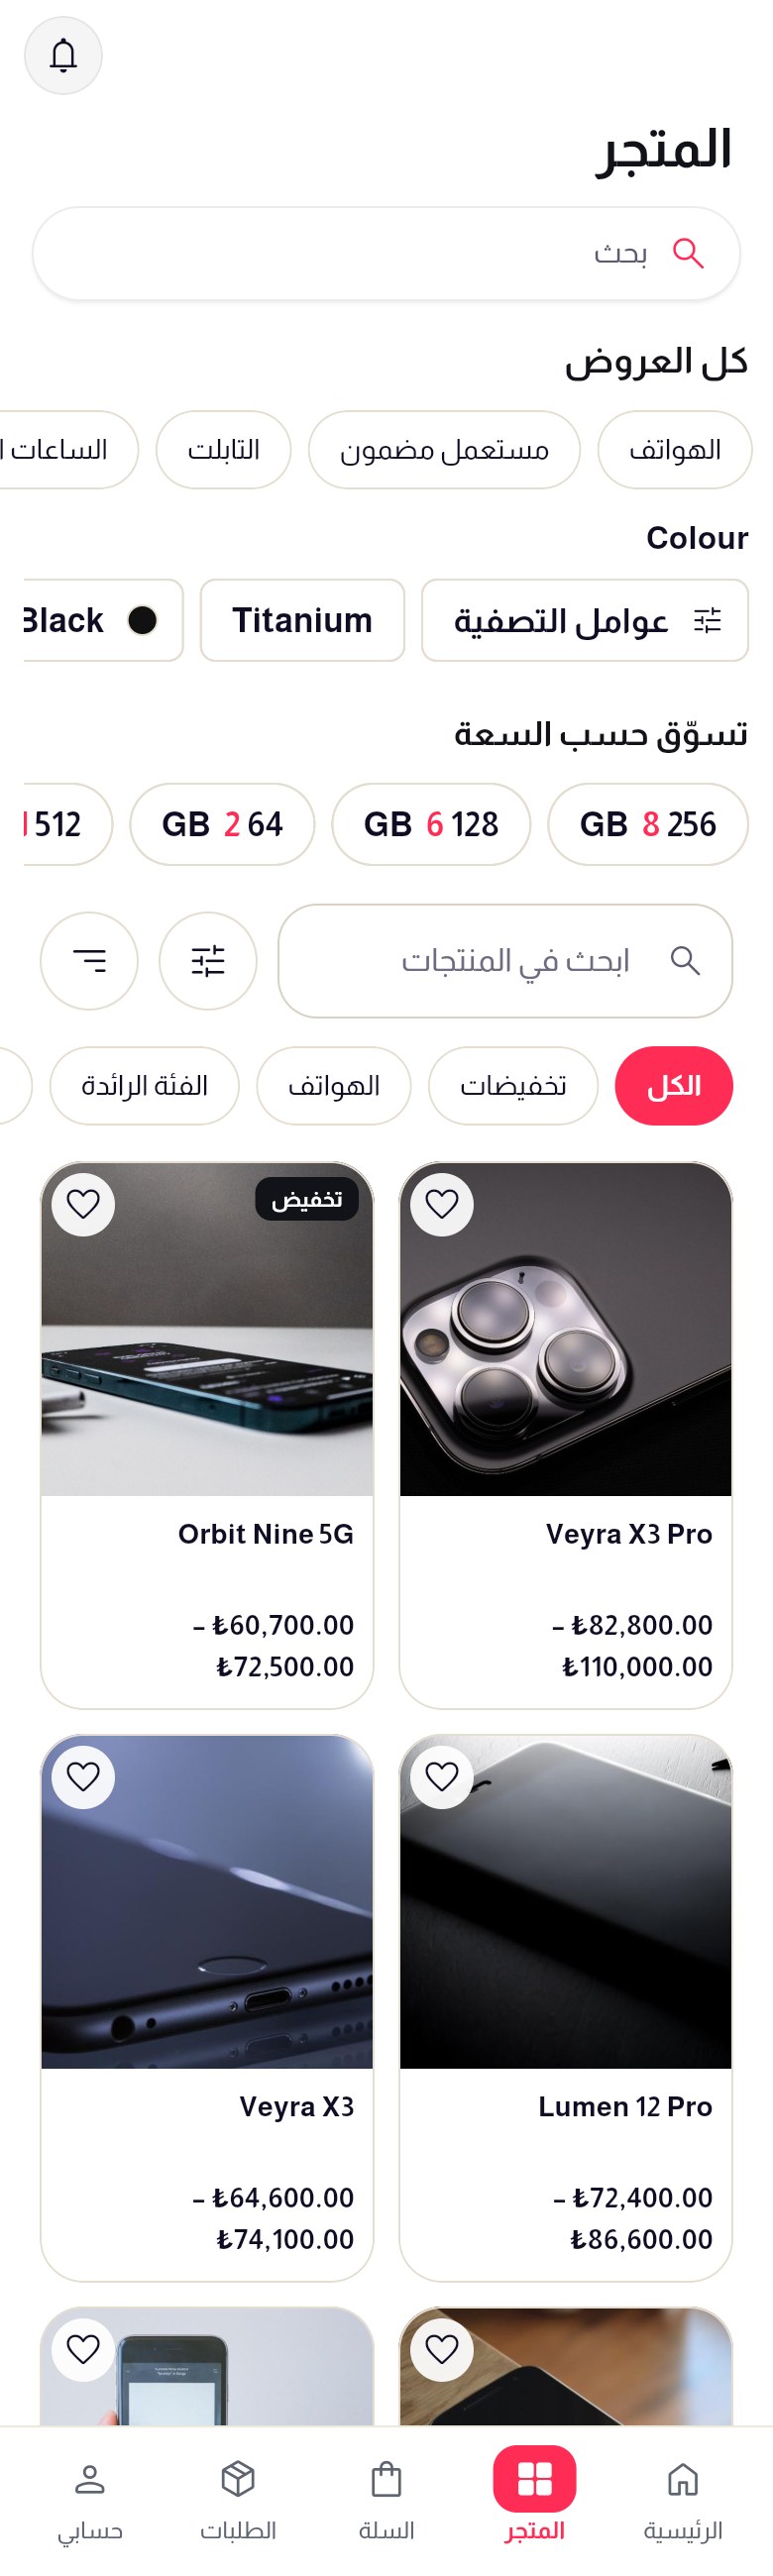 المتجر
بحث
كل العروض
الهواتف
مستعمل مضمون
التابلت
الساعات
Colour
عوامل التصفية
Titanium
Black
تسوّق حسب السعة
256 GB 8
128 GB 6
64 GB 2
512
ابحث في المنتجات
الكل
تخفيضات
الهواتف
الفئة الرائدة
Veyra X3 Pro
₺82,800.00 –
₺110,000.00
تخفيض
Orbit Nine 5G
₺60,700.00 –
₺72,500.00
Lumen 12 Pro
₺72,400.00 –
₺86,600.00
Veyra X3
₺64,600.00 –
₺74,100.00
الرئيسية
المتجر
السلة
الطلبات
حسابي